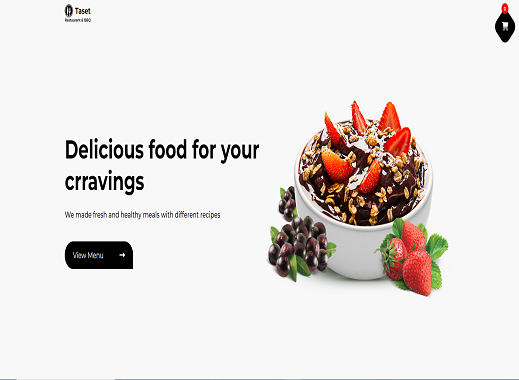 Taset
Restaurant & BBQ
Delicious food for your
crravings
We made fresh and healthy meals with different recipes
View Menu